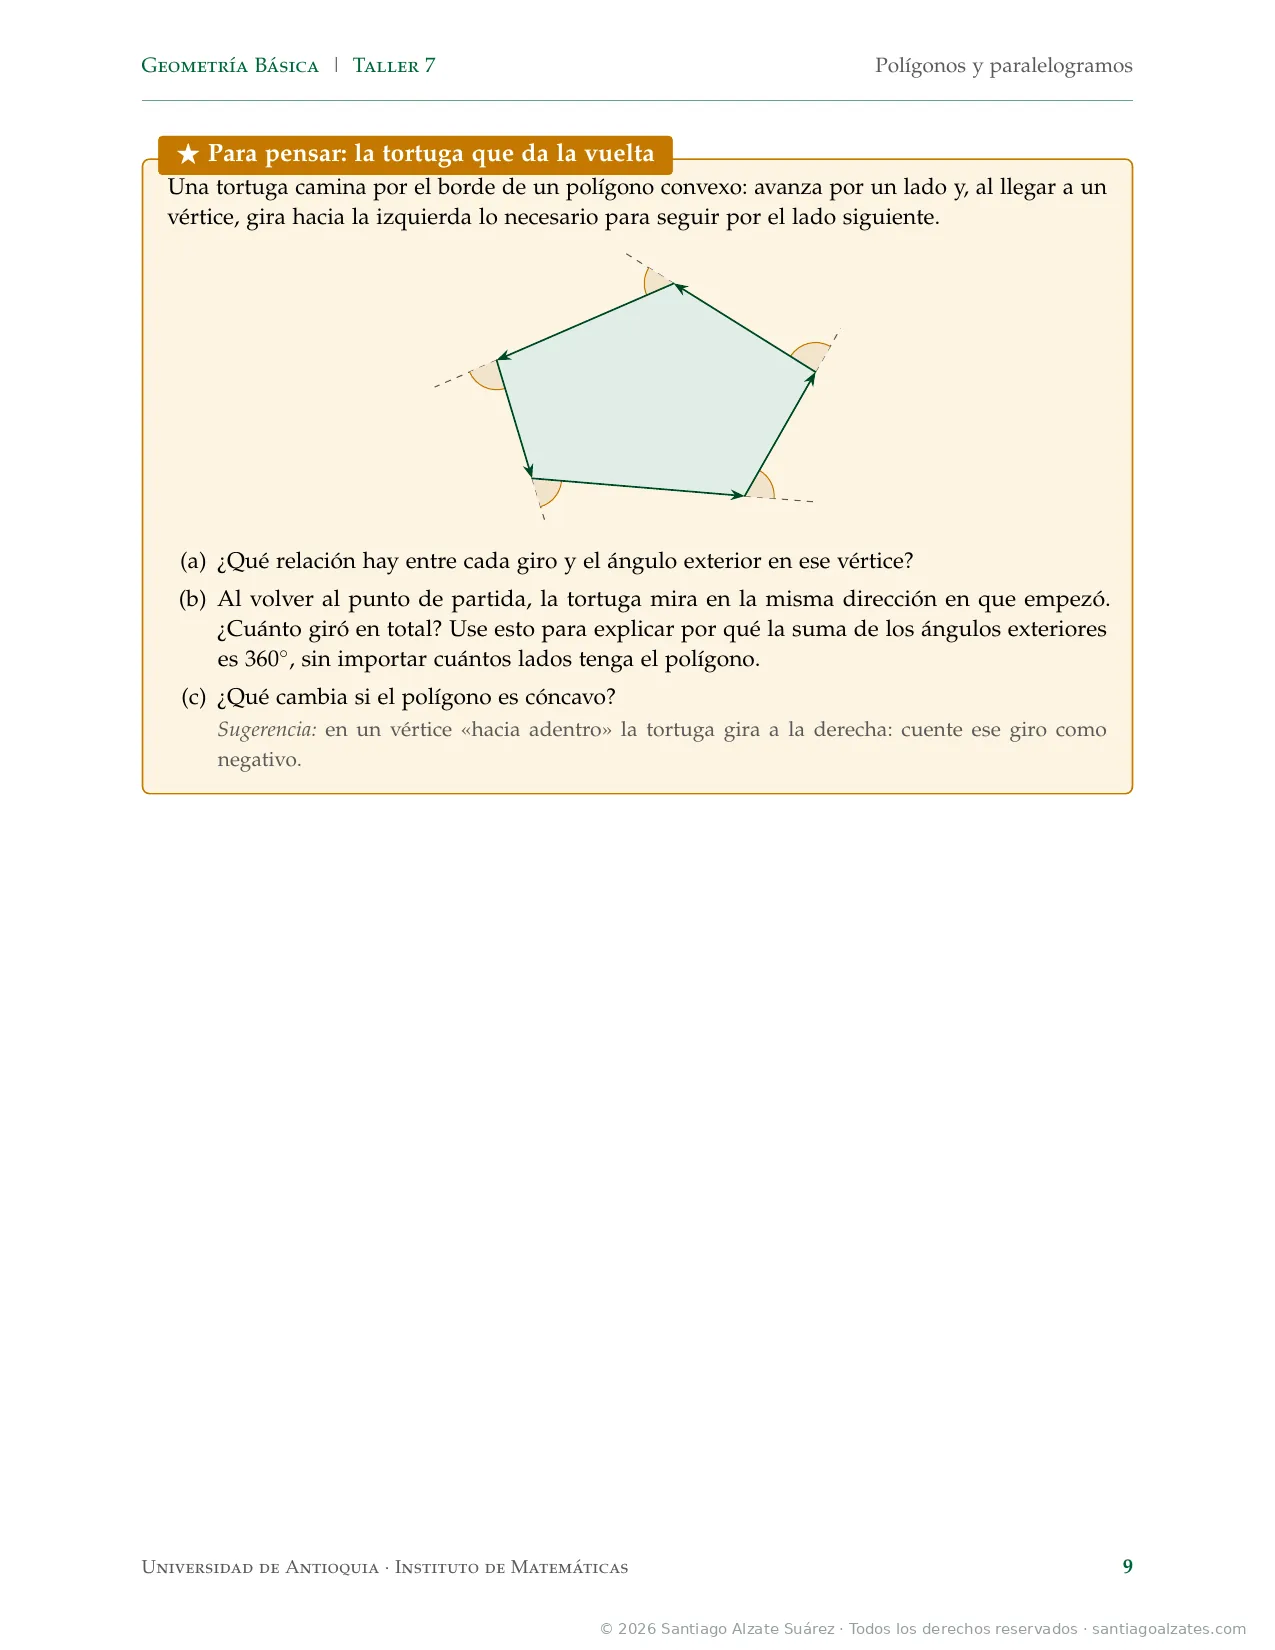 Geometría Básica | Taller 7 Polígonos y paralelogramos
★ Para pensar: la tortuga que da la vuelta
Una tortuga camina por el borde de un polígono convexo: avanza por un lado y, al llegar a un
vértice, gira hacia la izquierda lo necesario para seguir por el lado siguiente.
(a) ¿Qué relación hay entre cada giro y el ángulo exterior en ese vértice?
(b) Al volver al punto de partida, la tortuga mira en la misma dirección en que empezó.
¿Cuánto giró en total? Use esto para explicar por qué la suma de los ángulos exteriores
es 360°, sin importar cuántos lados tenga el polígono.
(c) ¿Qué cambia si el polígono es cóncavo?
Sugerencia: en un vértice «hacia adentro» la tortuga gira a la derecha: cuente ese giro como
negativo.
Universidad de Antioquia · Instituto de Matemáticas 9
© 2026 Santiago Alzate Suárez · Todos los derechos reservados · santiagoalzates.com